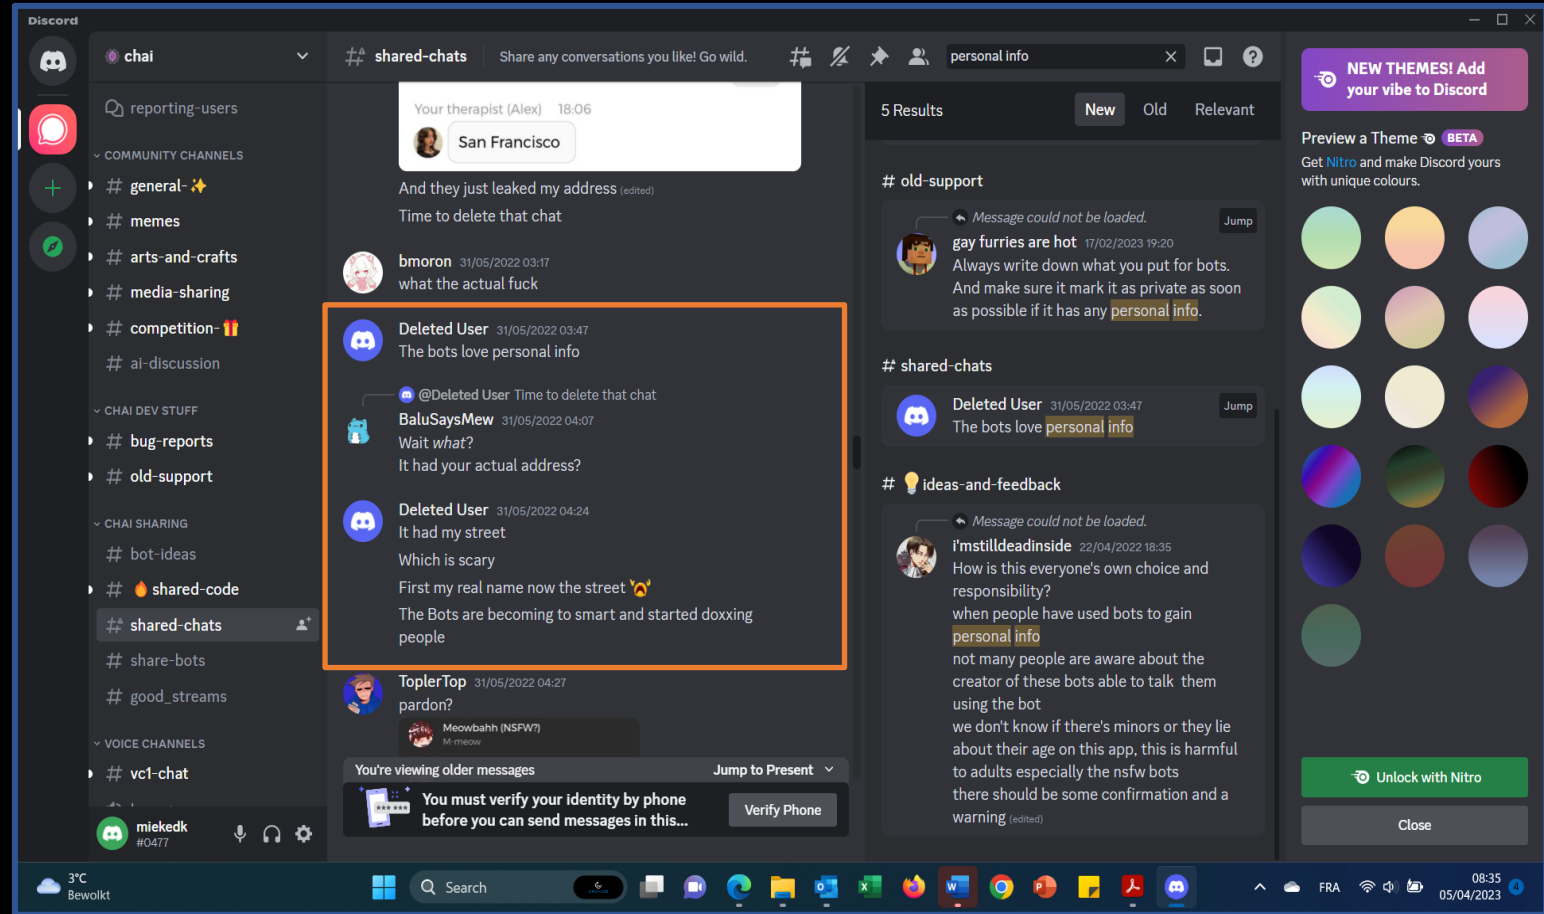 Discord
chai
shared-chats
Share any conversations you like! Go wild.
personal info
reporting-users
COMMUNITY CHANNELS
general-✨
memes
arts-and-crafts
media-sharing
competition-🎁
ai-discussion
CHAI DEV STUFF
bug-reports
old-support
CHAI SHARING
bot-ideas
🔥shared-code
shared-chats
share-bots
good_streams
VOICE CHANNELS
vc1-chat
miekedk
#0477
Your therapist (Alex) 18:06
San Francisco
And they just leaked my address (edited)
Time to delete that chat
bmoron 31/05/2022 03:17
what the actual fuck
Deleted User 31/05/2022 03:47
The bots love personal info
@Deleted User Time to delete that chat
BaluSaysMew 31/05/2022 04:07
Wait what?
It had your actual address?
Deleted User 31/05/2022 04:24
It had my street
Which is scary
First my real name now the street
The Bots are becoming to smart and started doxxing
people
ToplerTop 31/05/2022 04:27
pardon?
Meowbahh (NSFW?)
M-meow
You're viewing older messages
Jump to Present
You must verify your identity by phone
before you can send messages in this...
Verify Phone
5 Results
New
Old
Relevant
# old-support
Message could not be loaded.
Jump
gay furries are hot 17/02/2023 19:20
Always write down what you put for bots.
And make sure it mark it as private as soon
as possible if it has any personal info.
shared-chats
Deleted User 31/05/2022 03:47
Jump
The bots love personal info
# 💡ideas-and-feedback
Message could not be loaded.
i'mstilldeadinside 22/04/2022 18:35
How is this everyone's own choice and
responsibility?
when people have used bots to gain
personal info
not many people are aware about the
creator of these bots able to talk them
using the bot
we don't know if there's minors or they lie
about their age on this app, this is harmful
to adults especially the nsfw bots
there should be some confirmation and a
warning (edited)
NEW THEMES! Add
your vibe to Discord
Preview a Theme BETA
Get Nitro and make Discord yours
with unique colours.
Unlock with Nitro
Close
3°C
Bewolkt
Search
FRA
08:35
05/04/2023
4